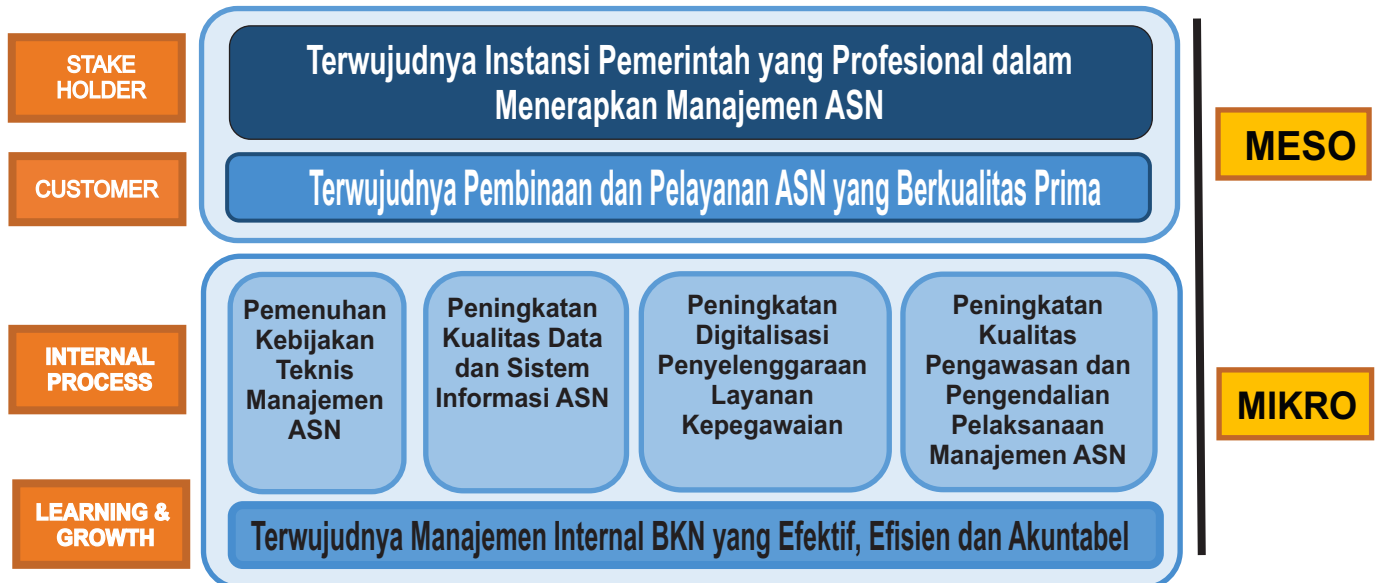 STAKE
HOLDER
Terwujudnya Instansi Pemerintah yang Profesional dalam
Menerapkan Manajemen ASN
CUSTOMER
Terwujudnya Pembinaan dan Pelayanan ASN yang Berkualitas Prima
MESO
INTERNAL
PROCESS
Pemenuhan
Kebijakan
Teknis
Manajemen
ASN
Peningkatan
Kualitas Data
dan Sistem
Informasi ASN
Peningkatan
Digitalisasi
Penyelenggaraan
Layanan
Kepegawaian
Peningkatan
Kualitas
Pengawasan dan
Pengendalian
Pelaksanaan
Manajemen ASN
MIKRO
LEARNING &
GROWTH
Terwujudnya Manajemen Internal BKN yang Efektif, Efisien dan Akuntabel